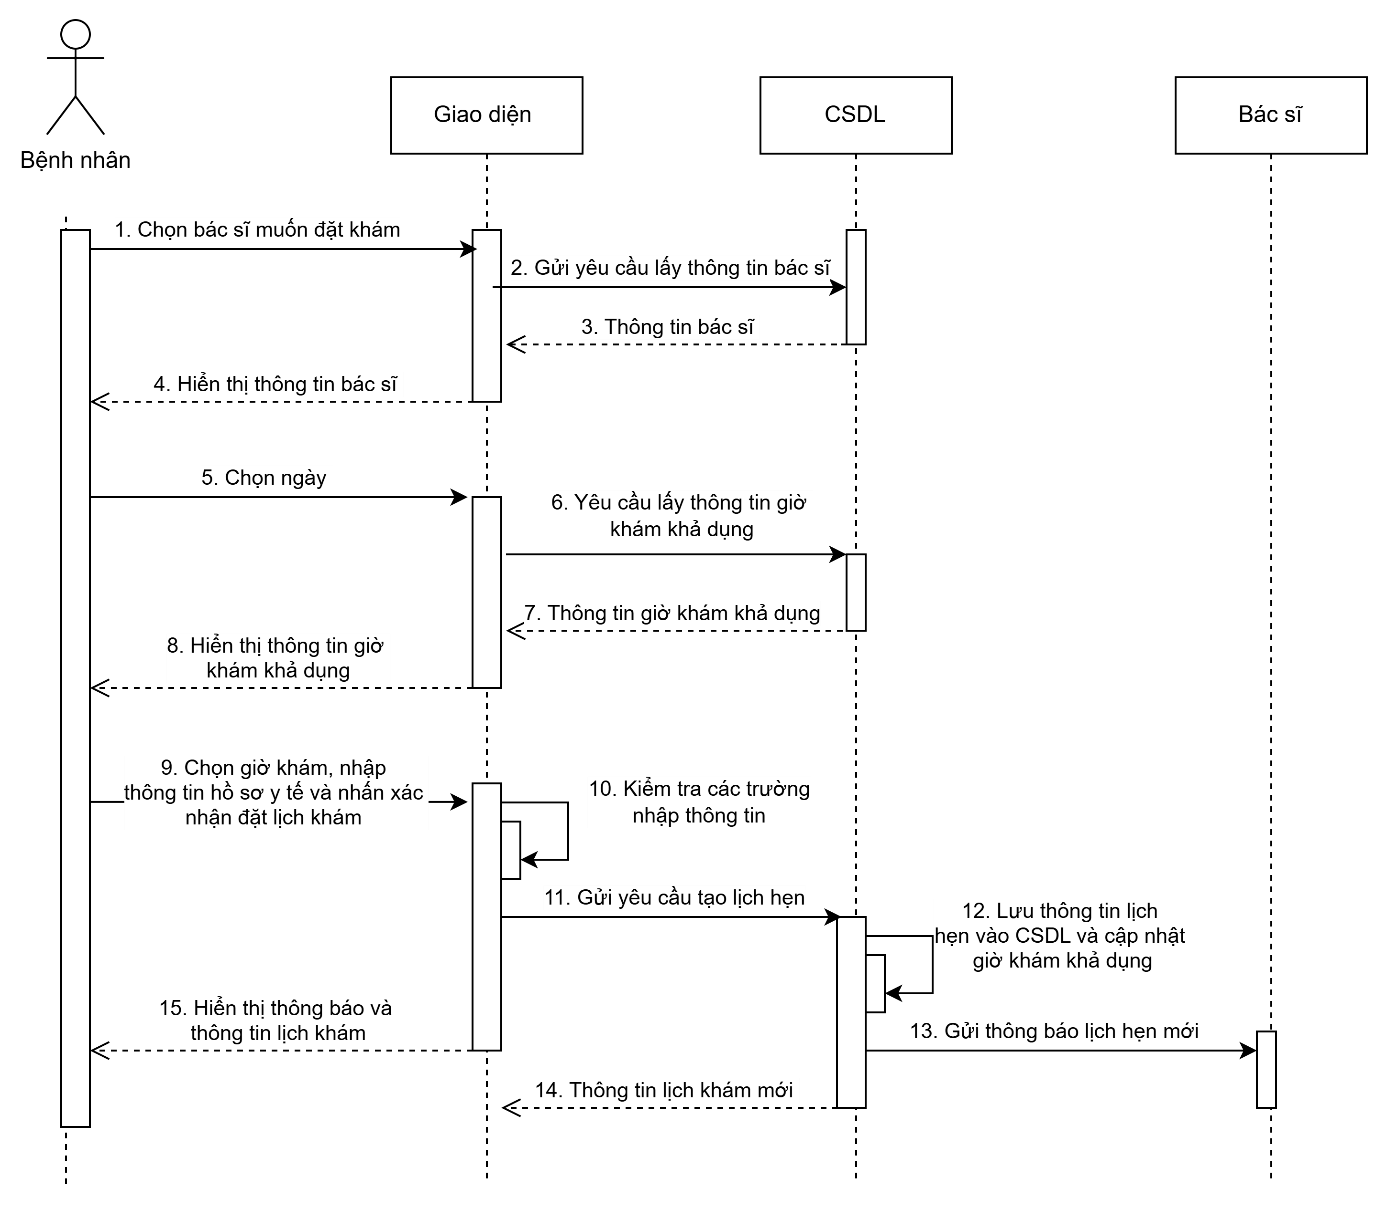 Bệnh nhân
Giao diện
CSDL
Bác sĩ
1. Chọn bác sĩ muốn đặt khám
2. Gửi yêu cầu lấy thông tin bác sĩ
3. Thông tin bác sĩ
4. Hiển thị thông tin bác sĩ
5. Chọn ngày
6. Yêu cầu lấy thông tin giờ
khám khả dụng
7. Thông tin giờ khám khả dụng
8. Hiển thị thông tin giờ
khám khả dụng
9. Chọn giờ khám, nhập
thông tin hồ sơ y tế và nhấn xác
nhận đặt lịch khám
10. Kiểm tra các trường
nhập thông tin
11. Gửi yêu cầu tạo lịch hẹn
12. Lưu thông tin lịch
hẹn vào CSDL và cập nhật
giờ khám khả dụng
15. Hiển thị thông báo và
thông tin lịch khám
13. Gửi thông báo lịch hẹn mới
14. Thông tin lịch khám mới